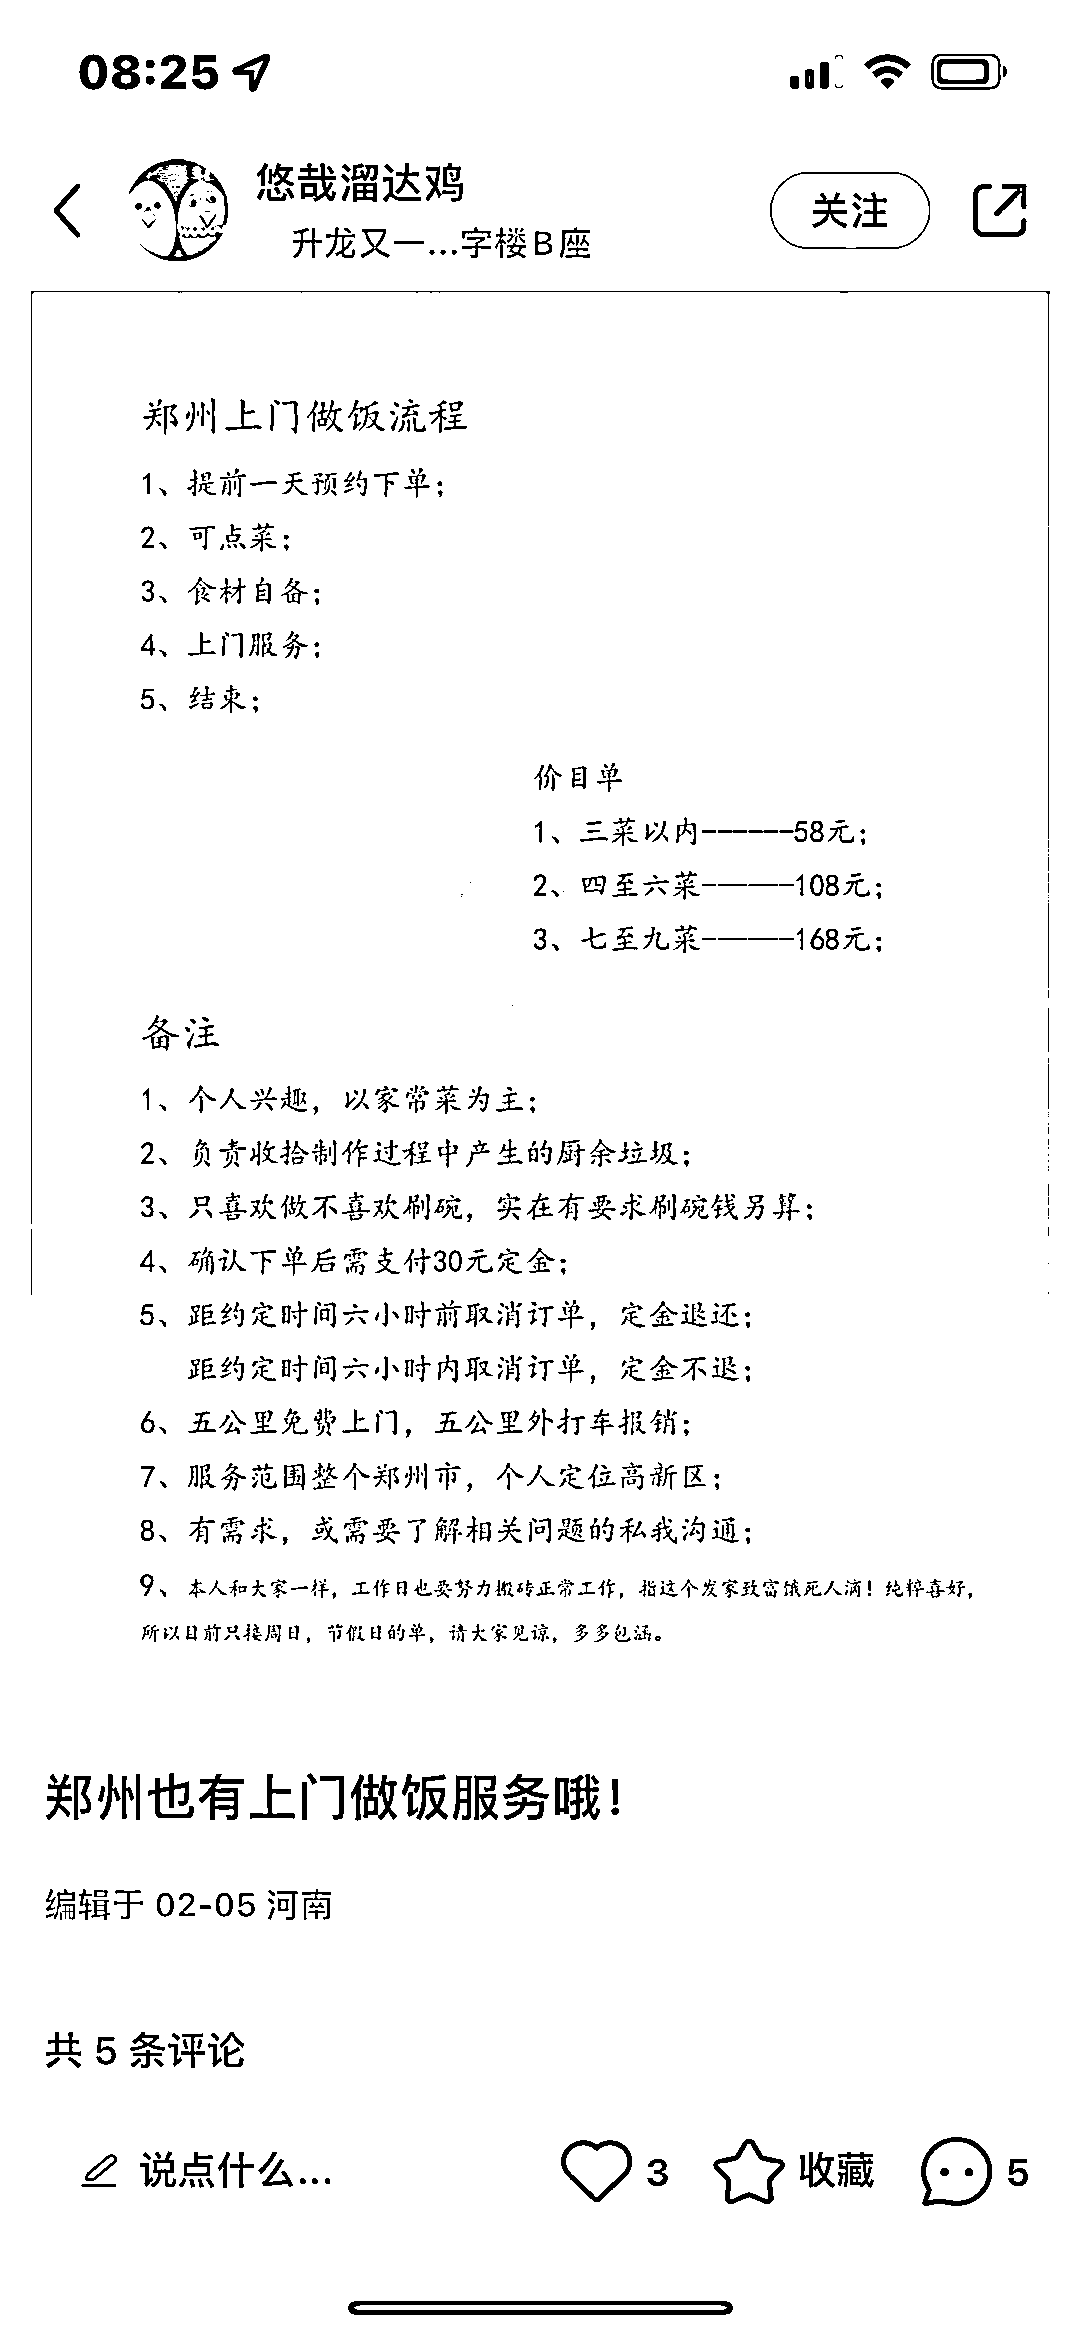 08:25
悠哉溜达鸡
升龙又一...字楼B座
关注
郑州上门做饭流程
1、提前一天预约下单；
2、可点菜；
3、食材自备；
4、上门服务；
5、结束；
价目单
1、三菜以内------58元；
2、四至六菜------108元；
3、七至九菜------168元；
备注
1、个人兴趣，以家常菜为主；
2、负责收拾制作过程中产生的厨余垃圾；
3、只喜欢做不喜欢刷碗，实在有要求刷碗钱另算；
4、确认下单后需支付30元定金；
5、距约定时间六小时前取消订单，定金退还；
距约定时间六小时内取消订单，定金不退；
6、五公里免费上门，五公里外打车报销；
7、服务范围整个郑州市，个人定位高新区；
8、有需求，或需要了解相关问题的私我沟通；
9、本人和大家一样，工作日也要努力搬砖正常工作，指这个发家致富饿死人滴！纯粹喜好，
所以目前只接周日，节假日的单，请大家见谅，多多包涵。
郑州也有上门做饭服务哦！
编辑于 02-05 河南
共 5 条评论
说点什么...
3
收藏
5